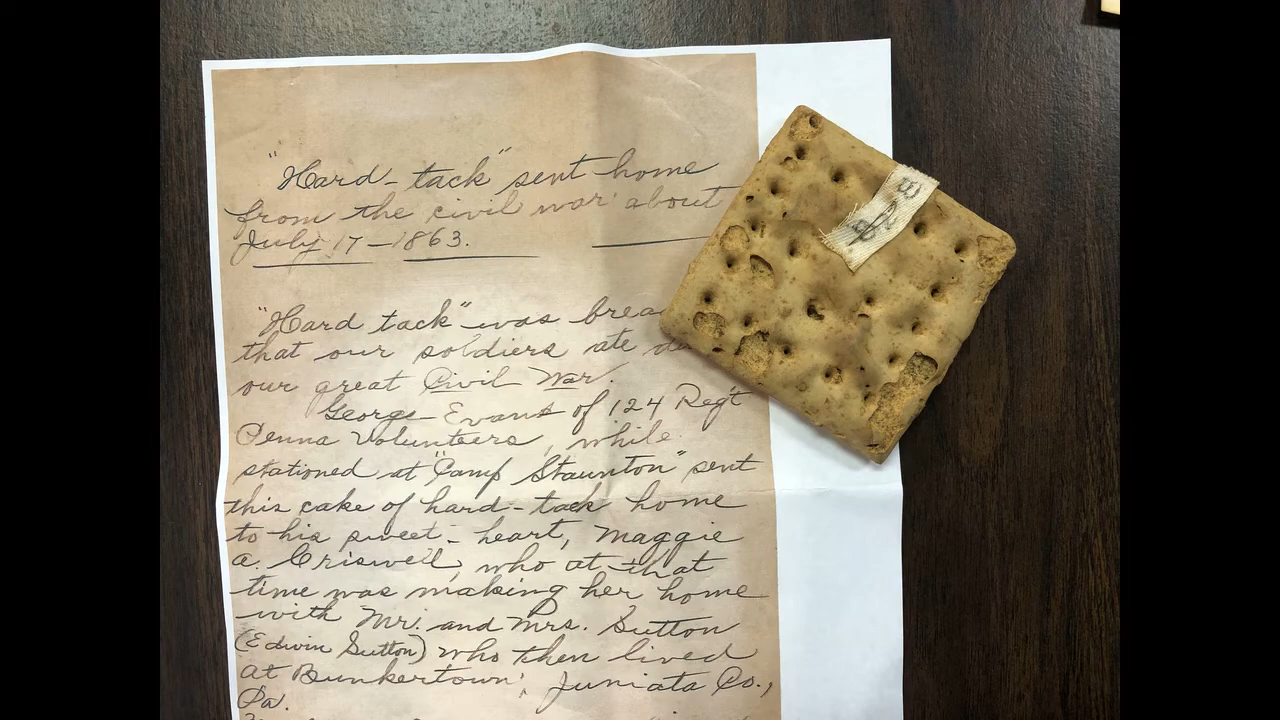 "Hard-tack" sent home
from the civil war about
July 17-1863.
"Hard tack" was brea
that our soldiers ate d
our great Civil War.
George Evans of 124 Reg't
Penna Volunteers, while
stationed at "Camp Staunton" sent
this cake of hard-tack home
to his sweet-heart, Maggie
a. Criswell, who at that
time was making her home
with Mr. and Mrs. Sutton
(Edwin Sutton) who then lived
at Bunkertown, Juniata Co.,
Pa.